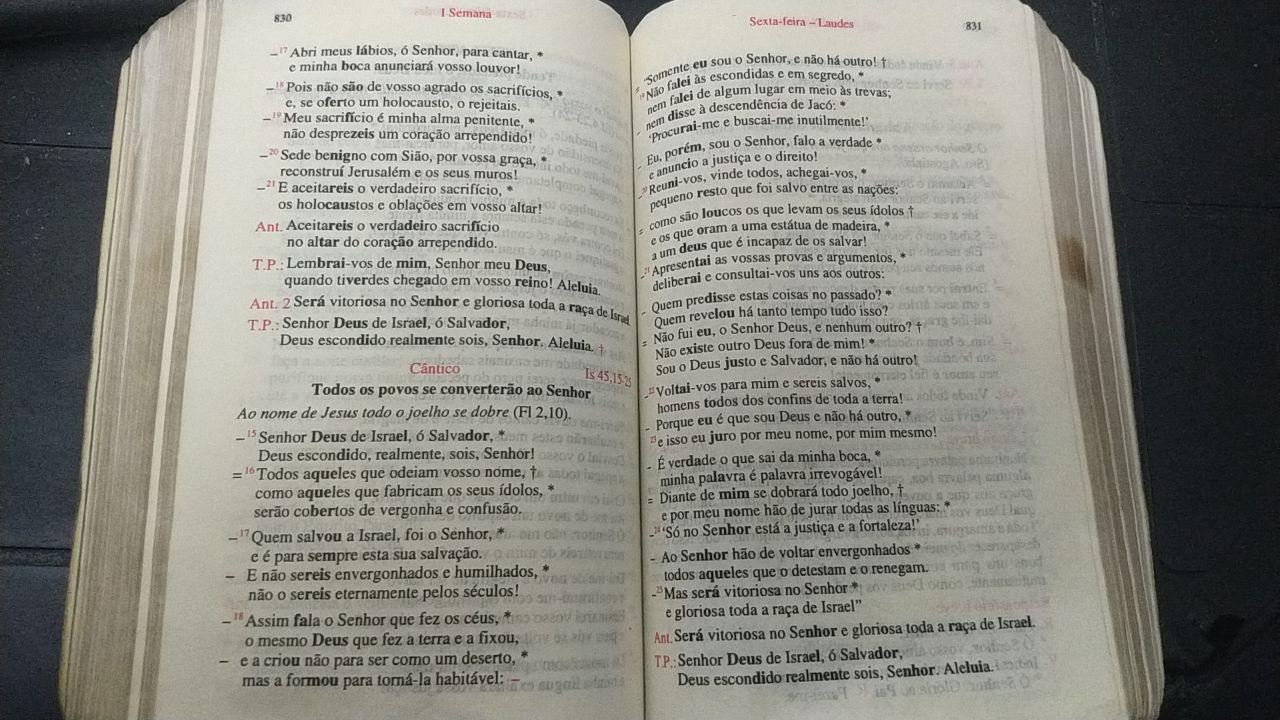 830
I Semana
–17 Abri meus lábios, ó Senhor, para cantar, *
e minha boca anunciará vosso louvor!
–18 Pois não são de vosso agrado os sacrifícios, *
e, se oferto um holocausto, o rejeitais.
–19 Meu sacrifício é minha alma penitente, *
não desprezeis um coração arrependido!
–20 Sede benigno com Sião, por vossa graça, *
reconstruí Jerusalém e os seus muros!
–21 E aceitareis o verdadeiro sacrifício, *
os holocaustos e oblações em vosso altar!
Ant. Aceitareis o verdadeiro sacrifício
no altar do coração arrependido.
T.P.: Lembrai-vos de mim, Senhor meu Deus,
quando tiverdes chegado em vosso reino! Aleluia.
Ant. 2 Será vitoriosa no Senhor e gloriosa toda a raça de Israel
T.P.: Senhor Deus de Israel, ó Salvador,
Deus escondido realmente sois, Senhor. Aleluia. †
Cântico
Is 45,15-25
Todos os povos se converterão ao Senhor
Ao nome de Jesus todo o joelho se dobre (Fl 2,10).
–15 Senhor Deus de Israel, ó Salvador, *
Deus escondido, realmente, sois, Senhor!
=16 Todos aqueles que odeiam vosso nome, †
como aqueles que fabricam os seus ídolos, *
serão cobertos de vergonha e confusão.
–17 Quem salvou a Israel, foi o Senhor, *
e é para sempre esta sua salvação.
– E não sereis envergonhados e humilhados, *
não o sereis eternamente pelos séculos!
–18 Assim fala o Senhor que fez os céus, *
o mesmo Deus que fez a terra e a fixou,
– e a criou não para ser como um deserto, *
mas a formou para torná-la habitável: –
Sexta-feira – Laudes
831
= 'Somente eu sou o Senhor, e não há outro! †
19 Não falei às escondidas e em segredo, *
nem falei de algum lugar em meio às trevas;
- nem disse à descendência de Jacó: *
'Procurai-me e buscai-me inutilmente!'
- Eu, porém, sou o Senhor, falo a verdade *
e anuncio a justiça e o direito!
-20 Reuni-vos, vinde todos, achegai-vos, *
pequeno resto que foi salvo entre as nações:
= como são loucos os que levam os seus ídolos †
e os que oram a uma estátua de madeira, *
a um deus que é incapaz de os salvar!
-21 Apresentai as vossas provas e argumentos, *
deliberai e consultai-vos uns aos outros:
- Quem predisse estas coisas no passado? *
Quem revelou há tanto tempo tudo isso?
= Não fui eu, o Senhor Deus, e nenhum outro? †
Não existe outro Deus fora de mim! *
Sou o Deus justo e Salvador, e não há outro!
-22 Voltai-vos para mim e sereis salvos, *
homens todos dos confins de toda a terra!
- Porque eu é que sou Deus e não há outro, *
23 e isso eu juro por meu nome, por mim mesmo!
- É verdade o que sai da minha boca, *
minha palavra é palavra irrevogável!
= Diante de mim se dobrará todo joelho, †
e por meu nome hão de jurar todas as línguas: *
-24 'Só no Senhor está a justiça e a fortaleza!'
- Ao Senhor hão de voltar envergonhados *
todos aqueles que o detestam e o renegam.
-25 Mas será vitoriosa no Senhor *
e gloriosa toda a raça de Israel"
Ant. Será vitoriosa no Senhor e gloriosa toda a raça de Israel.
T.P.: Senhor Deus de Israel, ó Salvador,
Deus escondido realmente sois, Senhor. Aleluia.